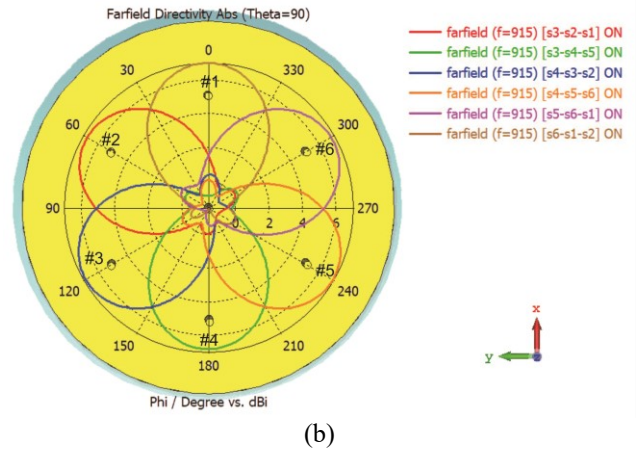 Farfield Directivity Abs (Theta=90)
farfield (f=915) [s3-s2-s1] ON
farfield (f=915) [s3-s4-s5] ON
farfield (f=915) [s4-s3-s2] ON
farfield (f=915) [s4-s5-s6] ON
farfield (f=915) [s5-s6-s1] ON
farfield (f=915) [s6-s1-s2] ON
0
30 330
#1
60 #2 #6 300
90 0 2 4 6 270
#3 #5
120 240
#4
150 210
180
Phi / Degree vs. dBi
x
y
(b)